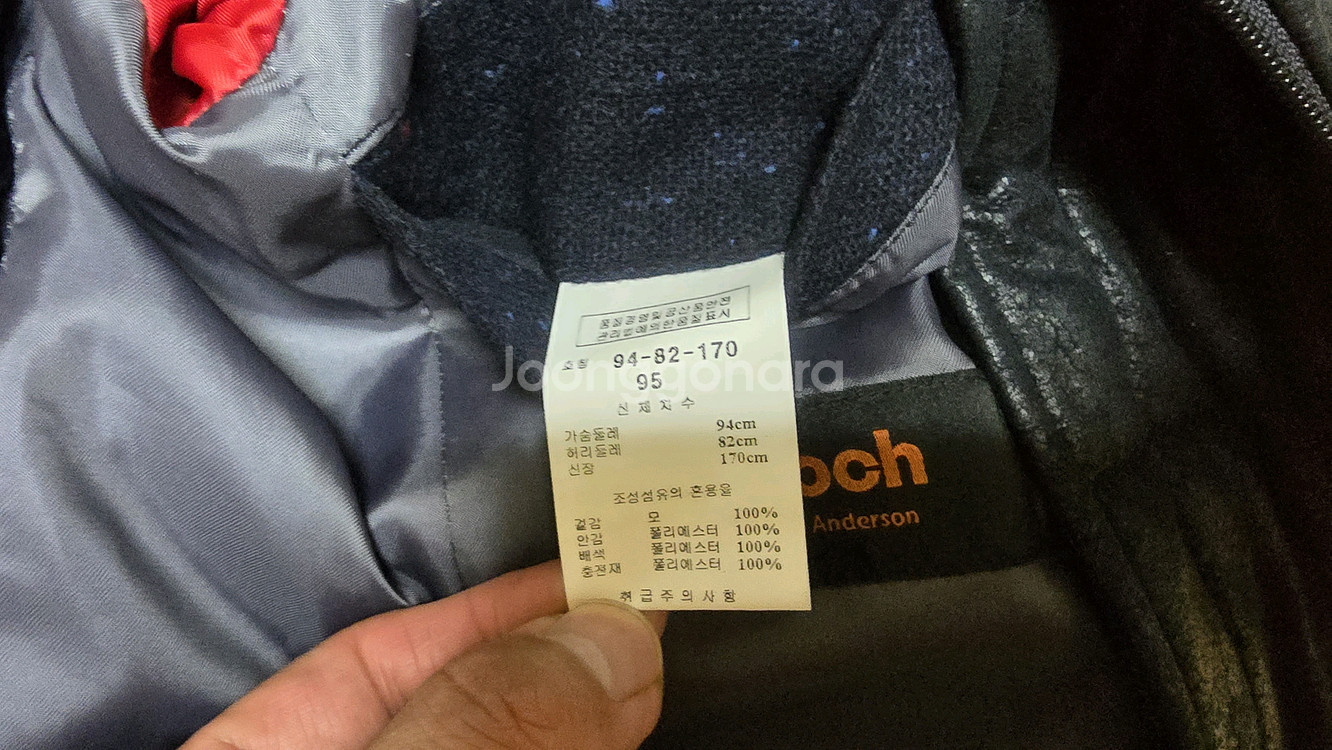 품질경영및공산품안전
관리법에의한품질표시
호칭 94-82-170
95
신체치수
가슴둘레 94cm
허리둘레 82cm
신장 170cm
조성섬유의 혼용율
겉감 모 100%
안감 폴리에스터 100%
배색 폴리에스터 100%
충전재 폴리에스터 100%
취급주의사항
och
Anderson
Joonggonara